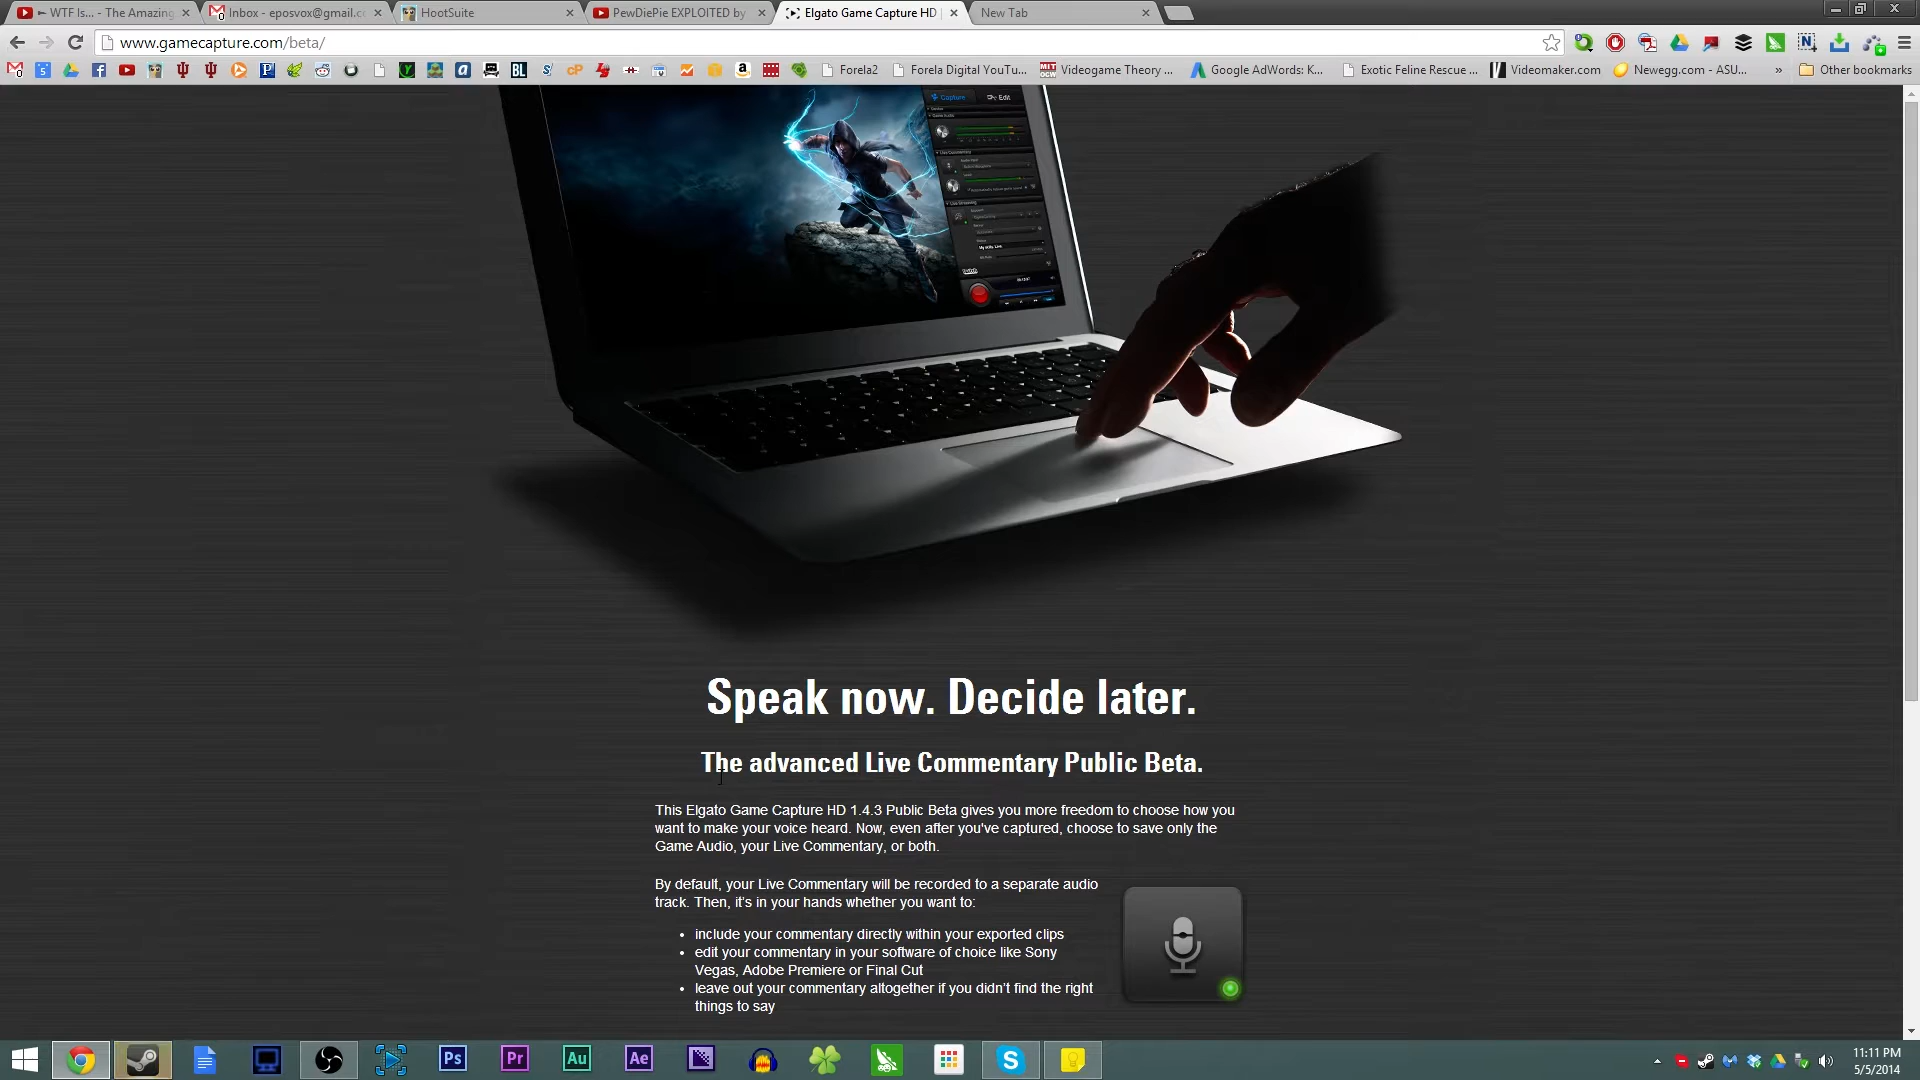 WTF Is... - The Amazing
Inbox - eposvox@gmail.c
HootSuite
PewDiePie EXPLOITED by
Elgato Game Capture HD
New Tab
www.gamecapture.com/beta/
Forela2
Forela Digital YouTu...
Videogame Theory ...
Google AdWords: K...
Exotic Feline Rescue ...
Videomaker.com
Newegg.com - ASU...
»
Other bookmarks
Capture
Edit
Speak now. Decide later.
The advanced Live Commentary Public Beta.
This Elgato Game Capture HD 1.4.3 Public Beta gives you more freedom to choose how you
want to make your voice heard. Now, even after you've captured, choose to save only the
Game Audio, your Live Commentary, or both.
By default, your Live Commentary will be recorded to a separate audio
track. Then, it's in your hands whether you want to:
• include your commentary directly within your exported clips
• edit your commentary in your software of choice like Sony
Vegas, Adobe Premiere or Final Cut
• leave out your commentary altogether if you didn't find the right
things to say
Ps
Pr
Au
Ae
11:11 PM
5/5/2014